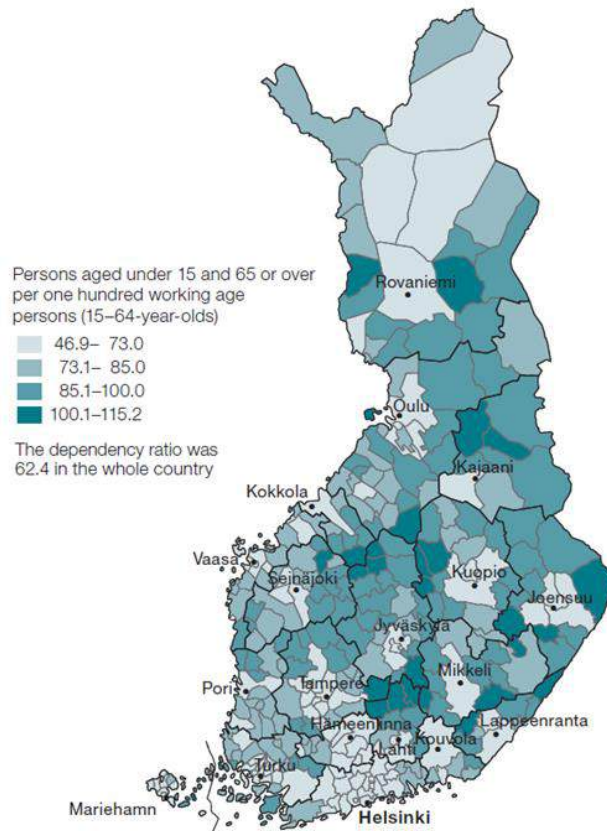 Persons aged under 15 and 65 or over
per one hundred working age
persons (15–64-year-olds)
46.9– 73.0
73.1– 85.0
85.1–100.0
100.1–115.2
The dependency ratio was
62.4 in the whole country
Rovaniemi
Oulu
Kajaani
Kokkola
Vaasa
Seinäjoki
Kuopio
Joensuu
Jyväskylä
Mikkeli
Pori
Tampere
Hämeenlinna
Lappeenranta
Lahti
Kouvola
Turku
Mariehamn
Helsinki